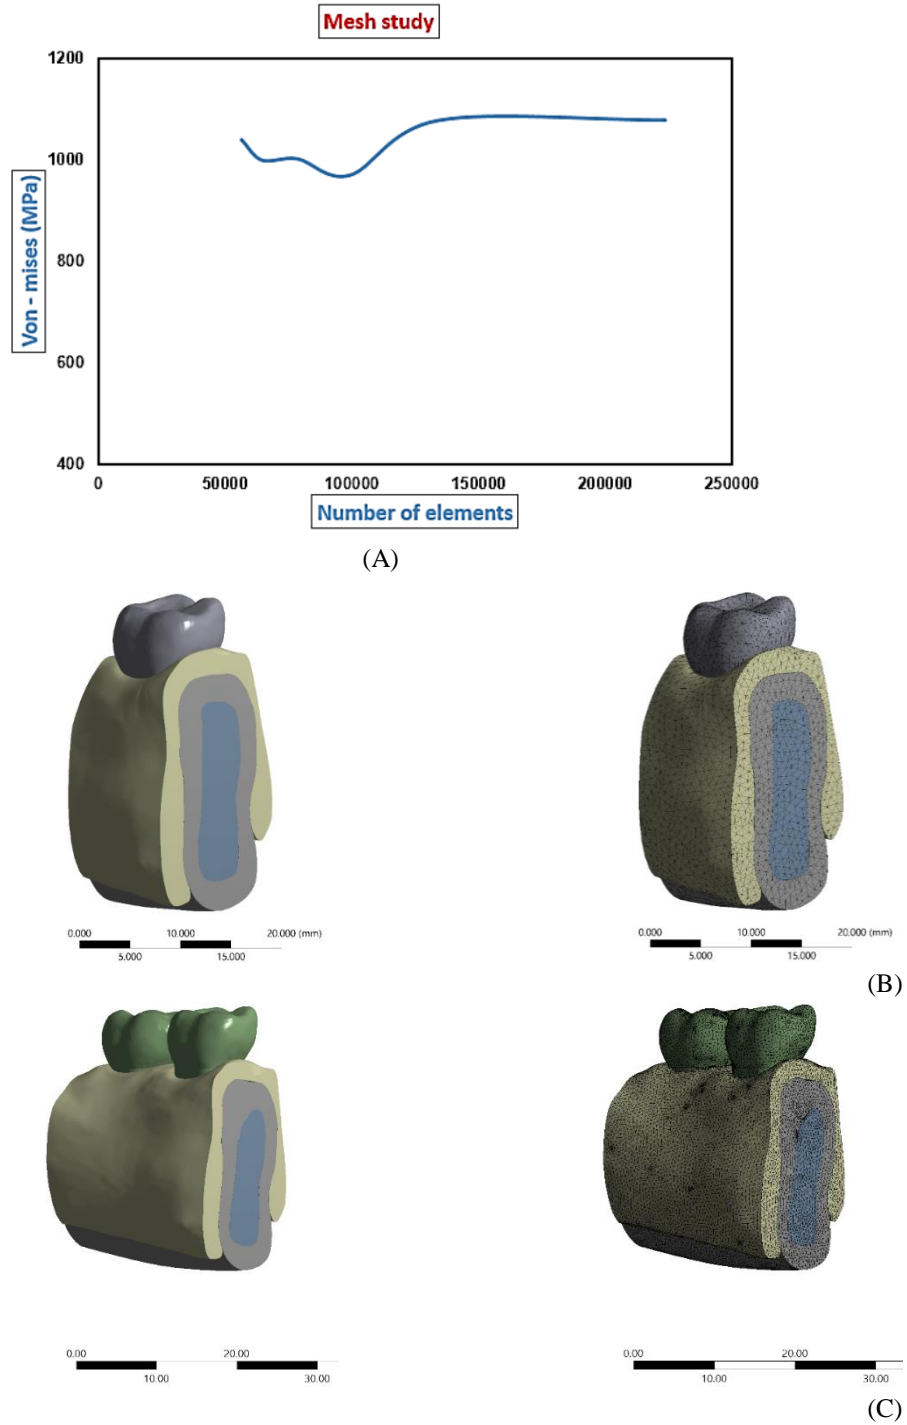 Mesh study
1200
1000
800
600
400
Von - mises (MPa)
0 50000 100000 150000 200000 250000
Number of elements
(A)
0.000 10.000 20.000 (mm)
5.000 15.000
0.000 10.000 20.000 (mm)
5.000 15.000
(B)
0.00 20.00
10.00 30.00
0.00 20.00
10.00 30.00
(C)